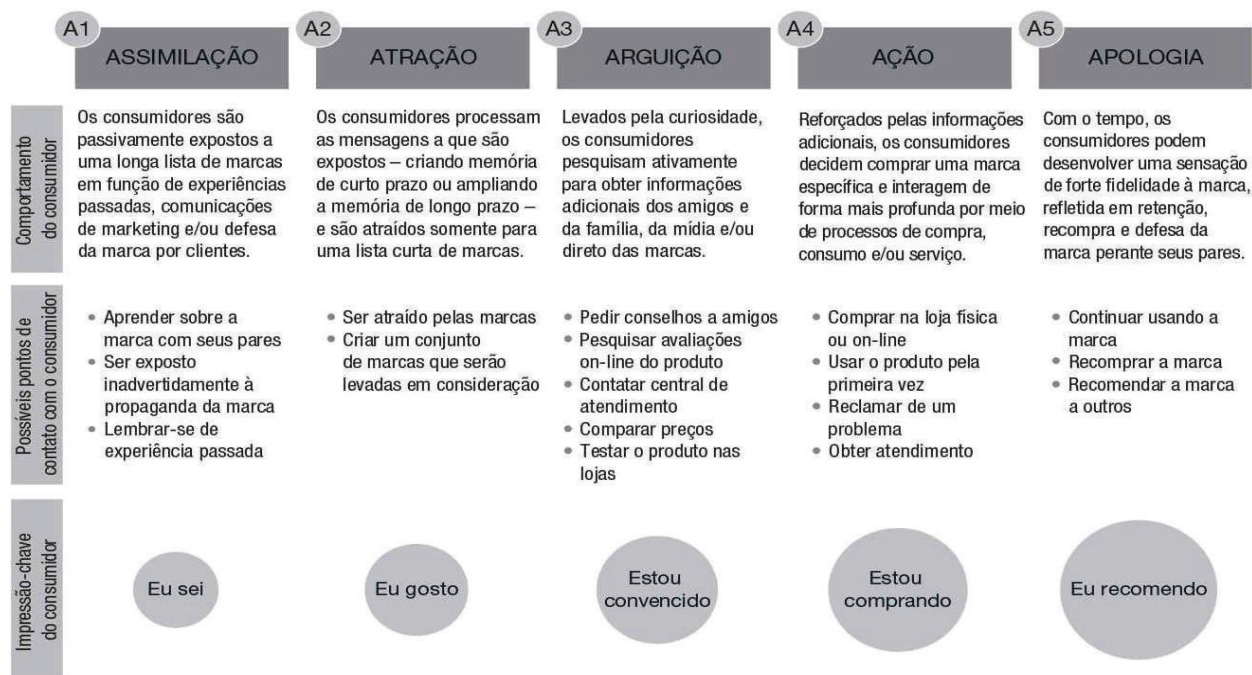 A1
ASSIMILAÇÃO
A2
ATRAÇÃO
A3
ARGUIÇÃO
A4
AÇÃO
A5
APOLOGIA
Comportamento
do consumidor
Os consumidores são
passivamente expostos a
uma longa lista de marcas
em função de experiências
passadas, comunicações
de marketing e/ou defesa
da marca por clientes.
Os consumidores processam
as mensagens a que são
expostos – criando memória
de curto prazo ou ampliando
a memória de longo prazo –
e são atraídos somente para
uma lista curta de marcas.
Levados pela curiosidade,
os consumidores
pesquisam ativamente
para obter informações
adicionais dos amigos e
da família, da mídia e/ou
direto das marcas.
Reforçados pelas informações
adicionais, os consumidores
decidem comprar uma marca
específica e interagem de
forma mais profunda por meio
de processos de compra,
consumo e/ou serviço.
Com o tempo, os
consumidores podem
desenvolver uma sensação
de forte fidelidade à marca,
refletida em retenção,
recompra e defesa da
marca perante seus pares.
Possíveis pontos de
contato com o consumidor
• Aprender sobre a
marca com seus pares
• Ser exposto
inadvertidamente à
propaganda da marca
• Lembrar-se de
experiência passada
• Ser atraído pelas marcas
• Criar um conjunto
de marcas que serão
levadas em consideração
• Pedir conselhos a amigos
• Pesquisar avaliações
on-line do produto
• Contatar central de
atendimento
• Comparar preços
• Testar o produto nas
lojas
• Comprar na loja física
ou on-line
• Usar o produto pela
primeira vez
• Reclamar de um
problema
• Obter atendimento
• Continuar usando a
marca
• Recomprar a marca
• Recomendar a marca
a outros
Impressão-chave
do consumidor
Eu sei
Eu gosto
Estou
convencido
Estou
comprando
Eu recomendo